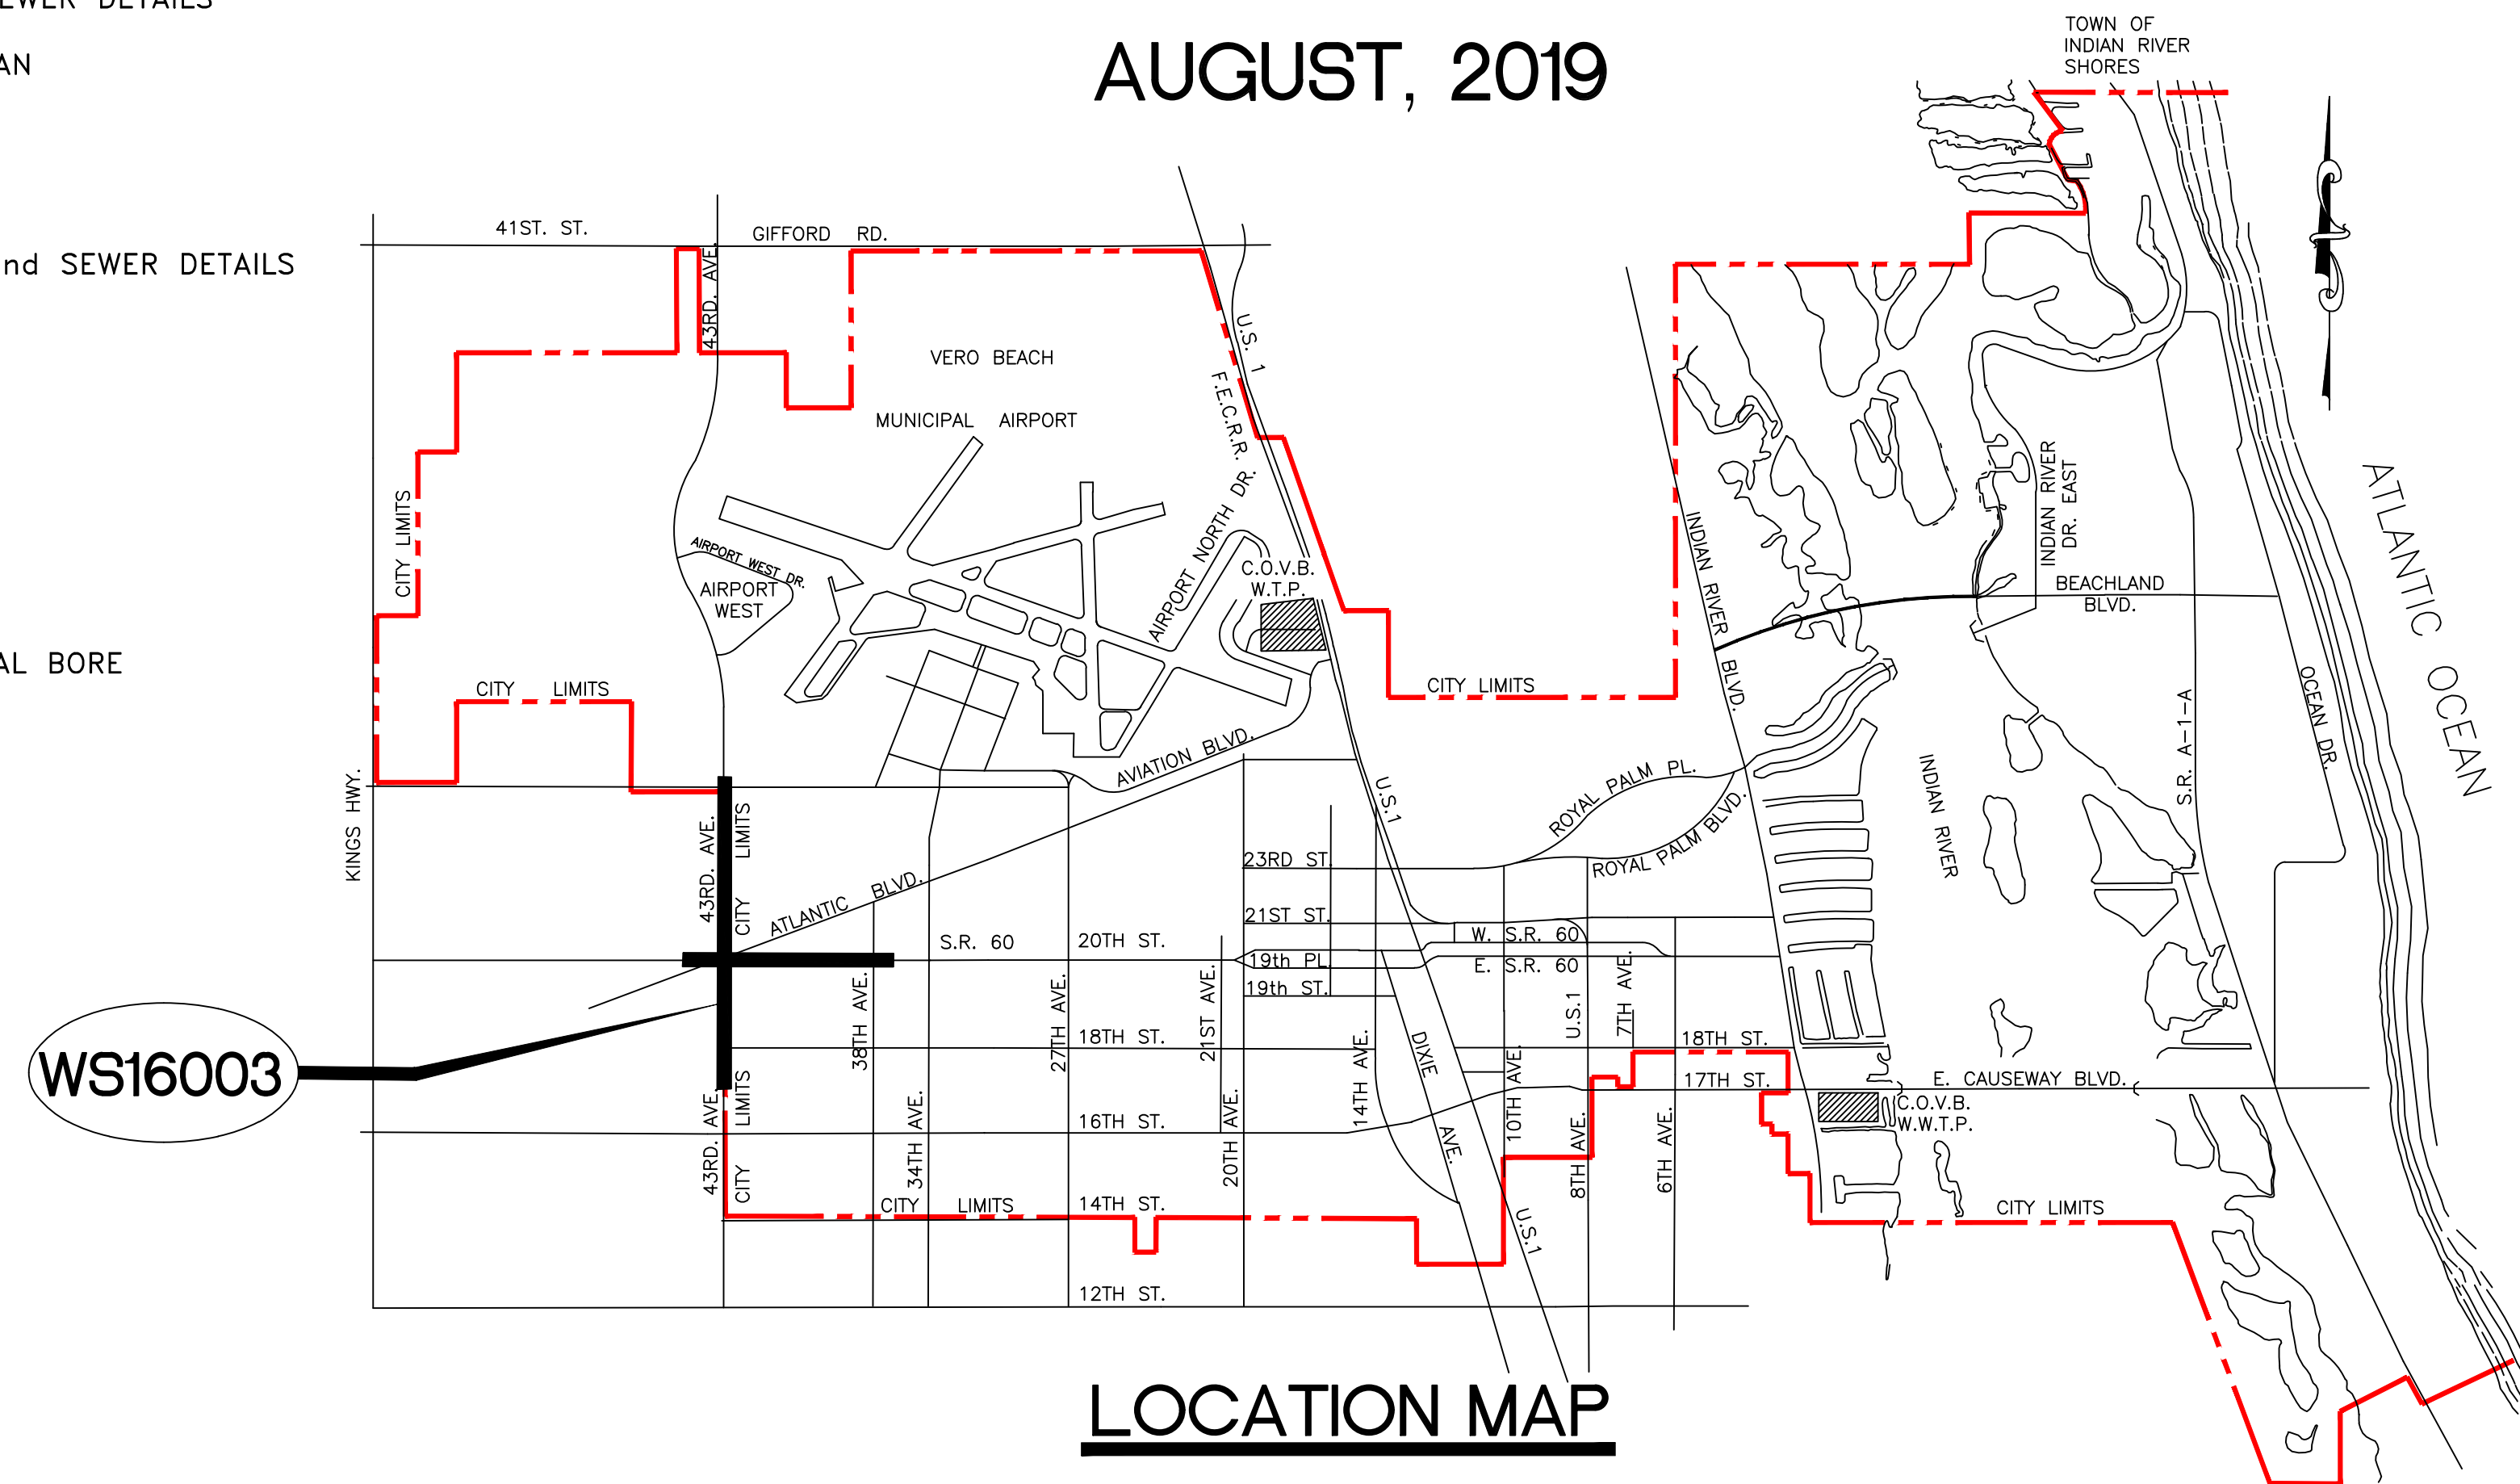 EWER DETAILS
AN
nd SEWER DETAILS
AL BORE
AUGUST, 2019
TOWN OF
INDIAN RIVER
SHORES
41ST. ST.
GIFFORD RD.
43RD. AVE.
U.S. 1
F.E.C.R.R.
VERO BEACH
MUNICIPAL AIRPORT
CITY LIMITS
AIRPORT WEST DR.
AIRPORT
WEST
AIRPORT NORTH DR.
C.O.V.B.
W.T.P.
INDIAN RIVER BLVD.
INDIAN RIVER
DR. EAST
BEACHLAND
BLVD.
ATLANTIC OCEAN
OCEAN DR.
S.R. A-1-A
CITY LIMITS
CITY LIMITS
KINGS HWY.
AVIATION BLVD.
U.S.1
ROYAL PALM PL.
ROYAL PALM BLVD.
INDIAN RIVER
43RD. AVE.
CITY LIMITS
ATLANTIC BLVD.
23RD ST.
21ST ST.
S.R. 60
20TH ST.
19th PL.
19th ST.
W. S.R. 60
E. S.R. 60
WS16003
38TH AVE.
27TH AVE.
21ST AVE.
U.S.1
7TH AVE.
18TH ST.
18TH ST.
14TH AVE.
DIXIE AVE.
10TH AVE.
17TH ST.
E. CAUSEWAY BLVD.
C.O.V.B.
W.W.T.P.
43RD. AVE.
CITY LIMITS
34TH AVE.
16TH ST.
20TH AVE.
8TH AVE.
6TH AVE.
CITY LIMITS
14TH ST.
U.S.1
CITY LIMITS
12TH ST.
LOCATION MAP